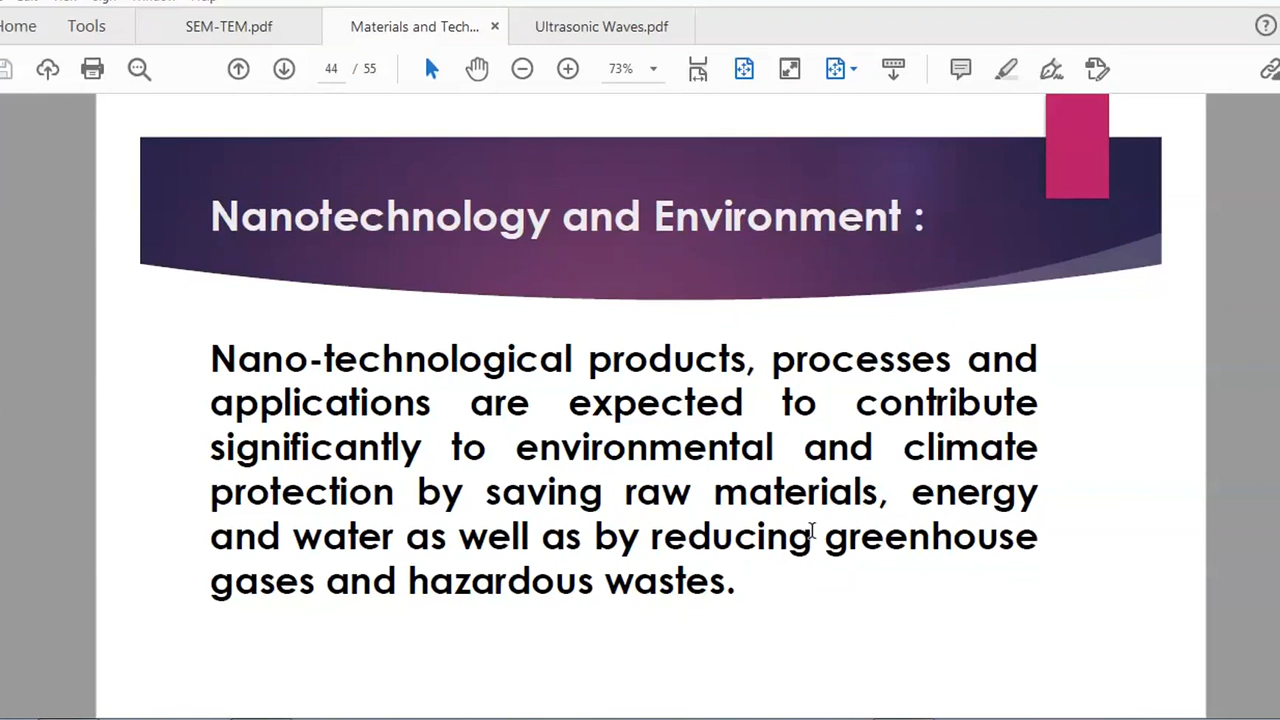 Home Tools SEM-TEM.pdf Materials and Tech... × Ultrasonic Waves.pdf
44 / 55 73%
Nanotechnology and Environment :
Nano-technological products, processes and
applications are expected to contribute
significantly to environmental and climate
protection by saving raw materials, energy
and water as well as by reducing greenhouse
gases and hazardous wastes.